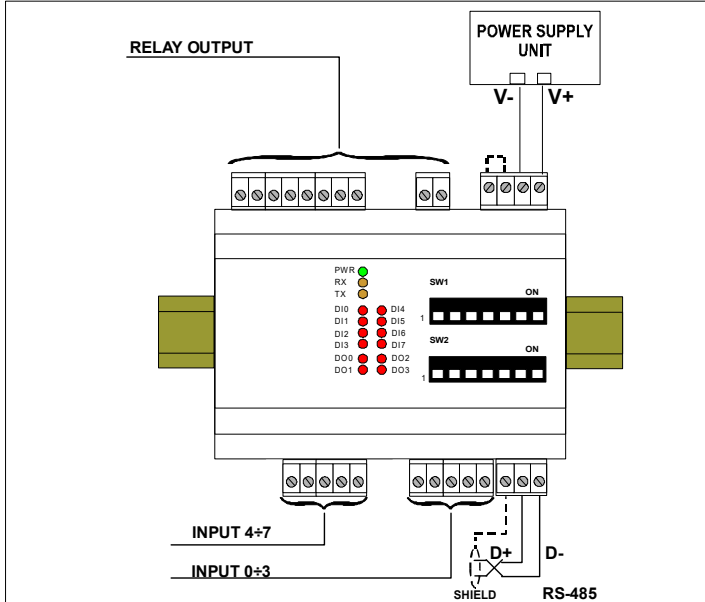 RELAY OUTPUT
POWER SUPPLY
UNIT
V-
V+
PWR
RX
TX
DI0
DI4
DI1
DI5
DI2
DI6
DI3
DI7
DO0
DO2
DO1
DO3
SW1
ON
1
SW2
ON
1
INPUT 4÷7
INPUT 0÷3
D+
D-
SHIELD
RS-485